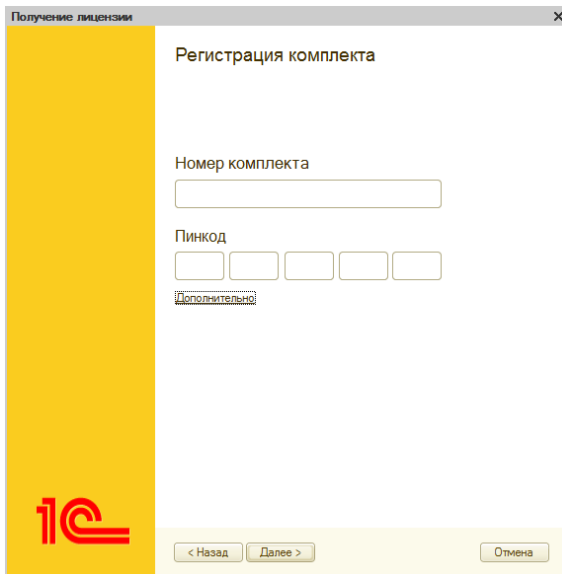 Получение лицензии
Регистрация комплекта
Номер комплекта
Пинкод
Дополнительно
1С
< Назад Далее > Отмена